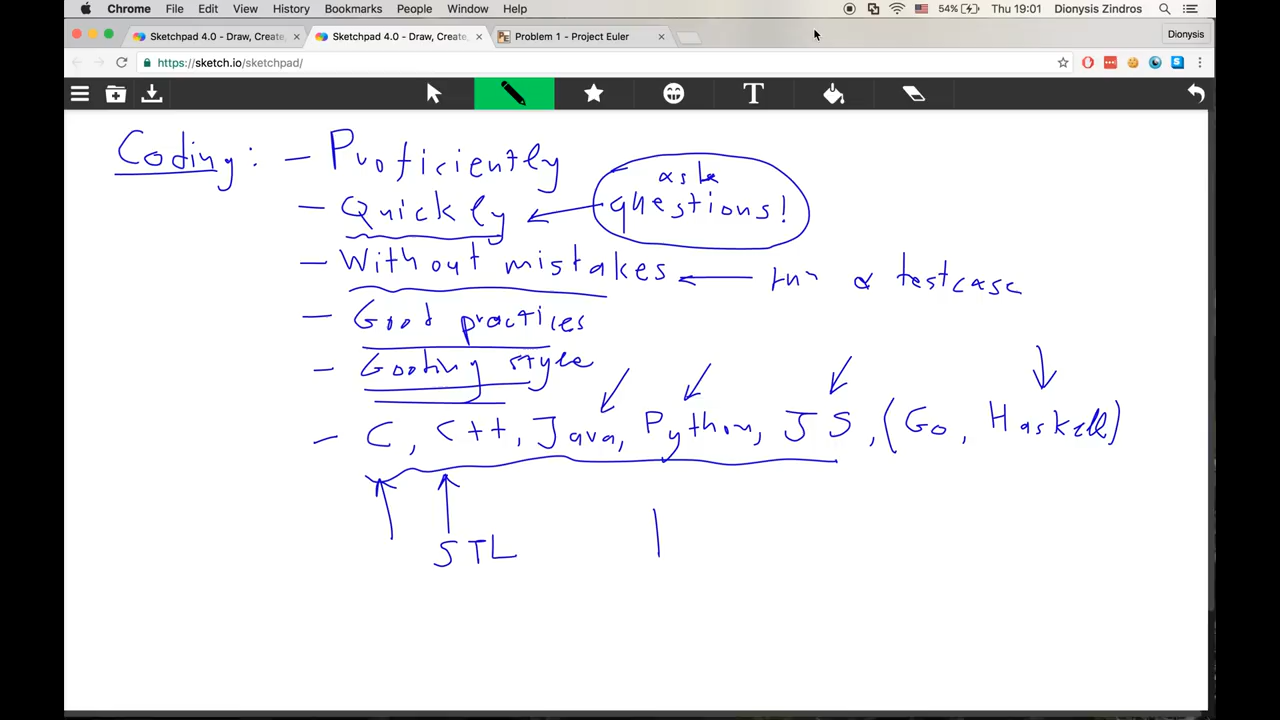 Chrome File Edit View History Bookmarks People Window Help 54% Thu 19:01 Dionysis Zindros
Sketchpad 4.0 - Draw, Create, Sketchpad 4.0 - Draw, Create, Problem 1 - Project Euler Dionysis
https://sketch.io/sketchpad/
T
Coding: - Proficiently
ask
- Quickly questions!
- Without mistakes run a testcase
- Good practices
- style
- C, C++, Java, Python, JS, (Go, Haskell)
STL